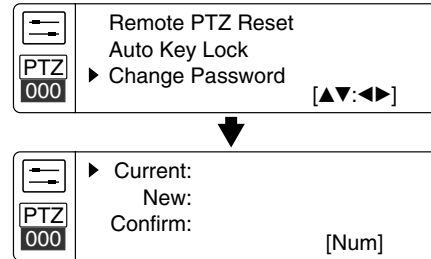 Remote PTZ Reset
Auto Key Lock
PTZ
000
▶ Change Password
[▲▼:◀▶]
▶ Current:
New:
PTZ
000
Confirm:
[Num]